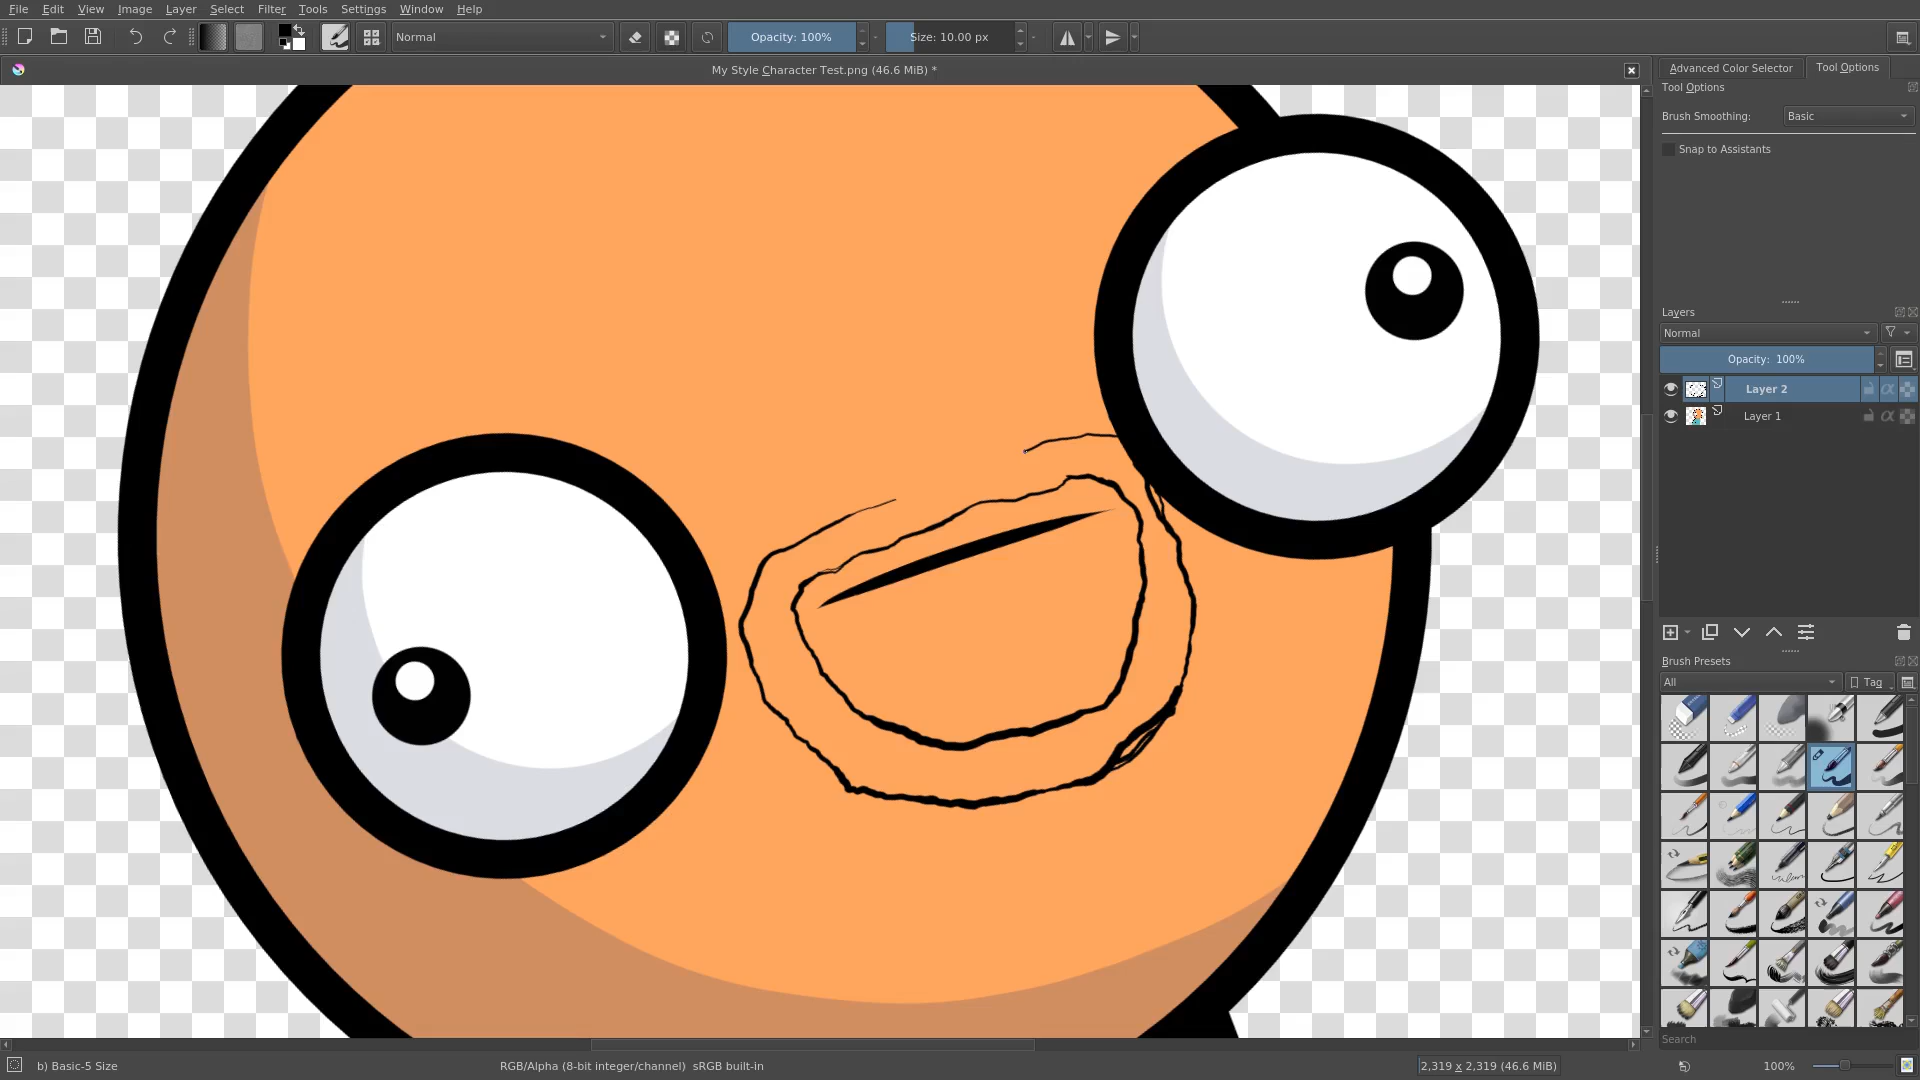 File Edit View Image Layer Select Filter Tools Settings Window Help
Normal Opacity: 100% Size: 10.00 px
My Style Character Test.png (46.6 MiB) *
Advanced Color Selector Tool Options
Tool Options
Brush Smoothing: Basic
Snap to Assistants
Layers
Normal
Opacity: 100%
Layer 2
Layer 1
Brush Presets
All Tag
Search
b) Basic-5 Size RGB/Alpha (8-bit integer/channel) sRGB built-in 2,319 x 2,319 (46.6 MiB) 100%